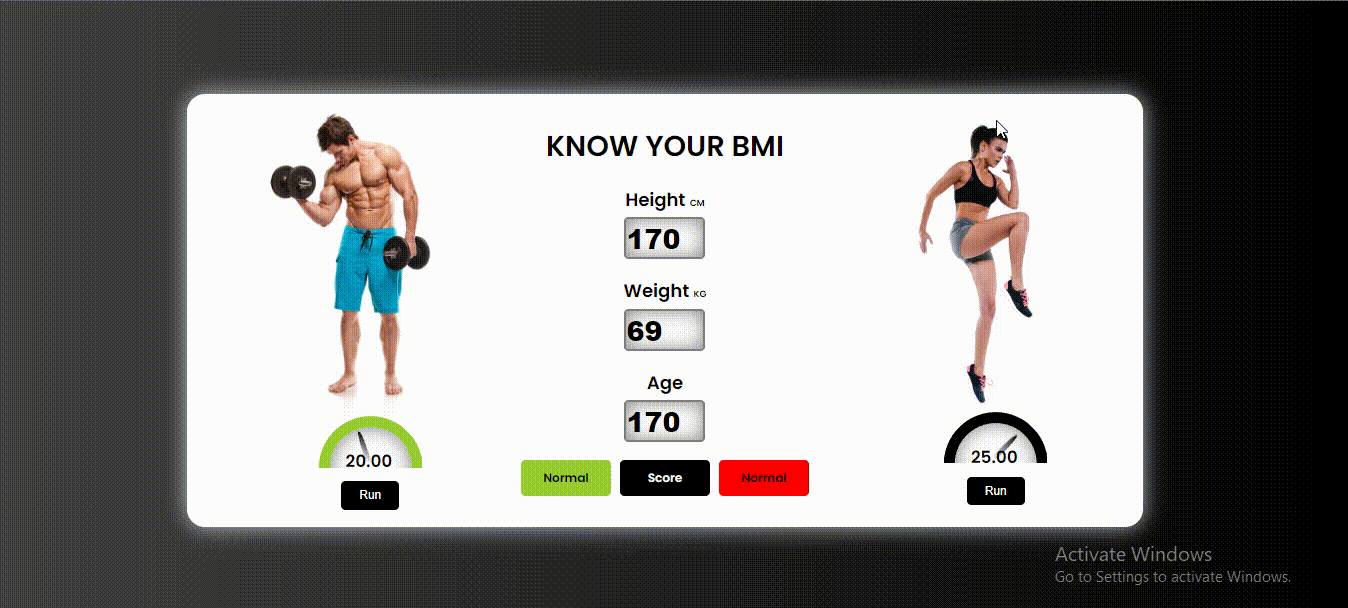 KNOW YOUR BMI
Height CM
170
Weight KG
69
Age
170
20.00
Run
Normal
Score
Normal
25.00
Run
Activate Windows
Go to Settings to activate Windows.